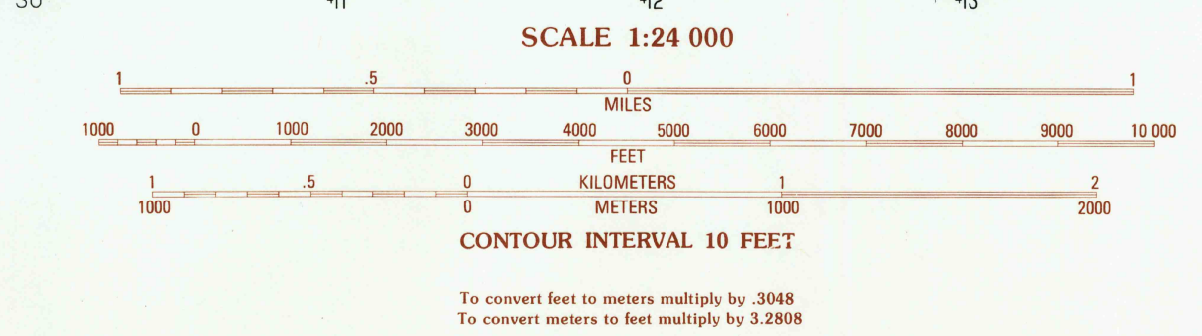 SCALE 1:24 000
1 .5 0 1
MILES
1000 0 1000 2000 3000 4000 5000 6000 7000 8000 9000 10 000
FEET
1 .5 0 KILOMETERS 1 2
1000 0 METERS 1000 2000
CONTOUR INTERVAL 10 FEET
To convert feet to meters multiply by .3048
To convert meters to feet multiply by 3.2808